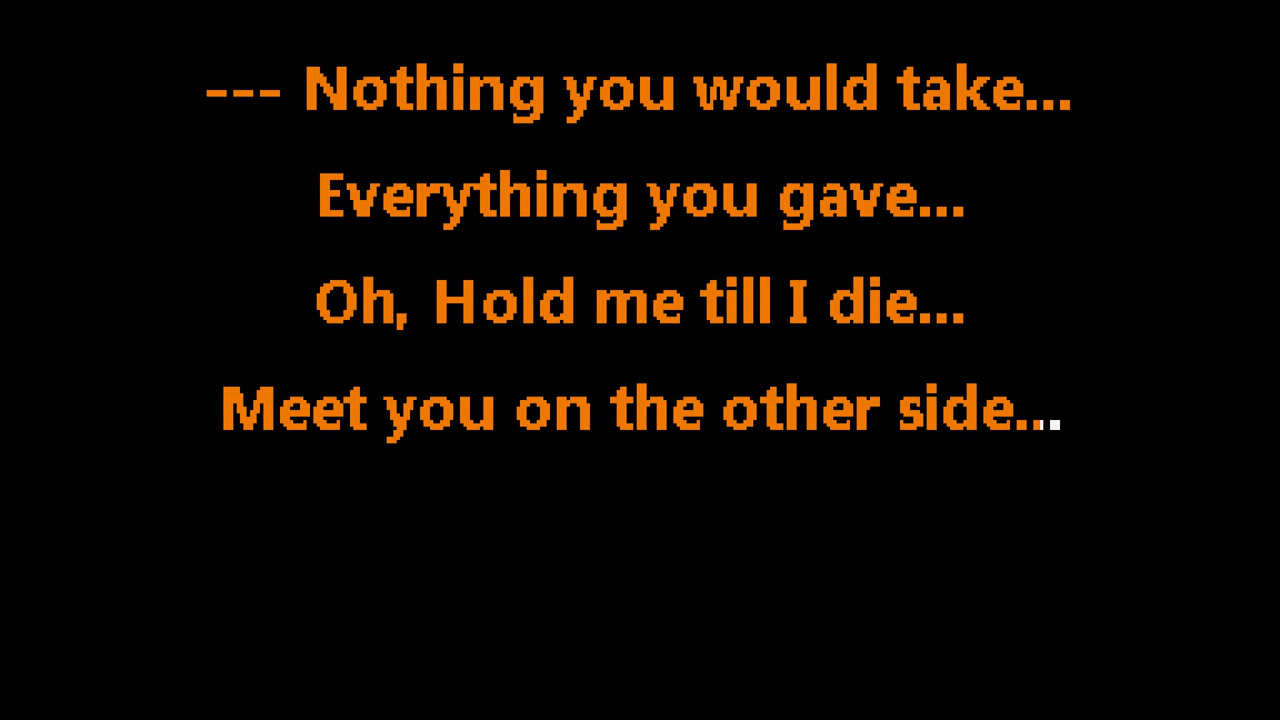 --- Nothing you would take...
Everything you gave...
Oh, Hold me till I die...
Meet you on the other side...